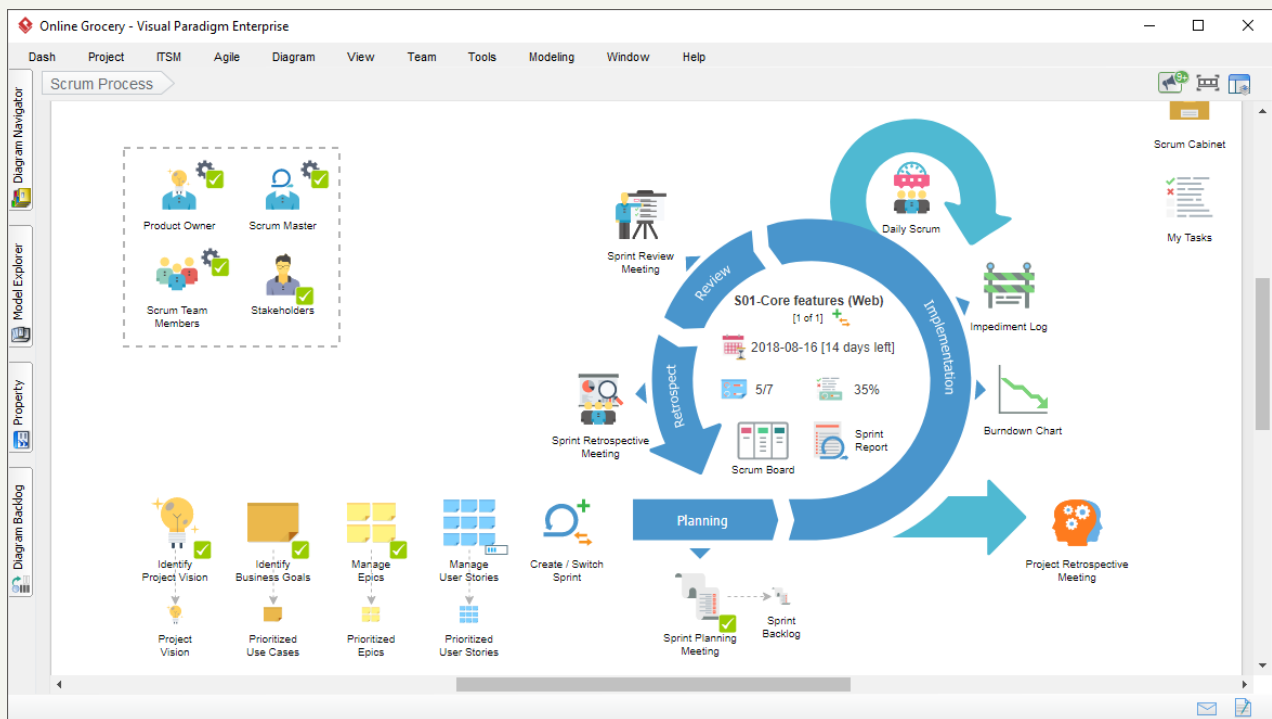 Online Grocery - Visual Paradigm Enterprise
Dash Project ITSM Agile Diagram View Team Tools Modeling Window Help
Scrum Process
9+
Diagram Navigator
Model Explorer
Property
Diagram Backlog
Scrum Cabinet
My Tasks
Product Owner
Scrum Master
Scrum Team
Members
Stakeholders
Sprint Review
Meeting
Daily Scrum
Impediment Log
Burndown Chart
Sprint Retrospective
Meeting
Review
Retrospect
Implementation
S01-Core features (Web)
[1 of 1]
2018-08-16 [14 days left]
5/7
35%
Scrum Board
Sprint
Report
Planning
Identify
Project Vision
Identify
Business Goals
Manage
Epics
Manage
User Stories
Create / Switch
Sprint
Project Retrospective
Meeting
Project
Vision
Prioritized
Use Cases
Prioritized
Epics
Prioritized
User Stories
Sprint Planning
Meeting
Sprint
Backlog